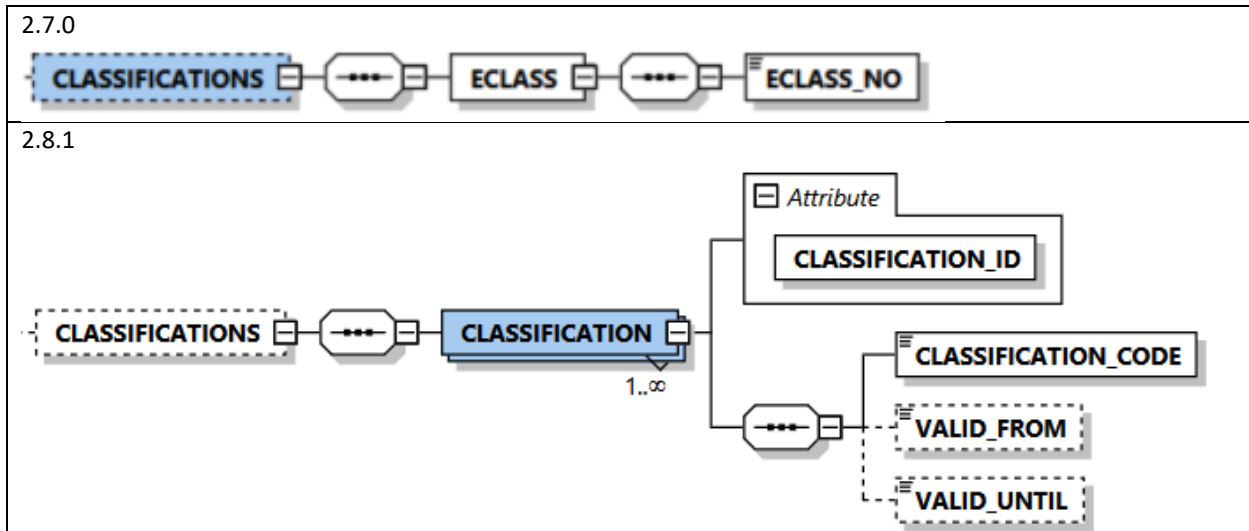 2.7.0
CLASSIFICATIONS ECLASS ECLASS_NO
2.8.1
Attribute
CLASSIFICATION_ID
CLASSIFICATIONS CLASSIFICATION
1..∞
CLASSIFICATION_CODE
VALID_FROM
VALID_UNTIL